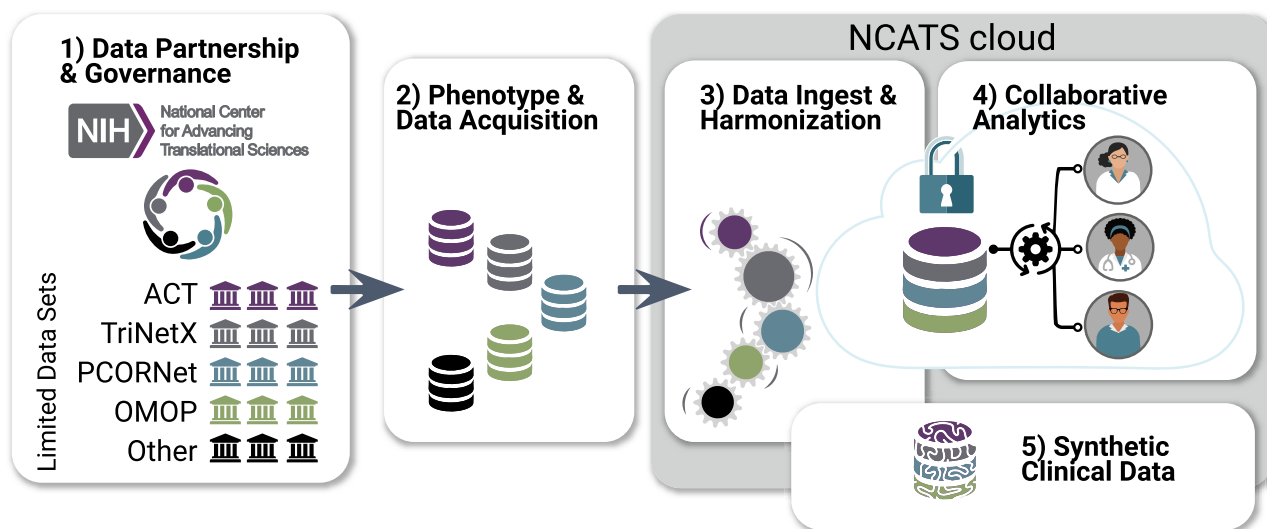 1) Data Partnership
& Governance
NIH
National Center
for Advancing
Translational Sciences
Limited Data Sets
ACT
TriNetX
PCORNet
OMOP
Other
2) Phenotype &
Data Acquisition
NCATS cloud
3) Data Ingest &
Harmonization
4) Collaborative
Analytics
5) Synthetic
Clinical Data